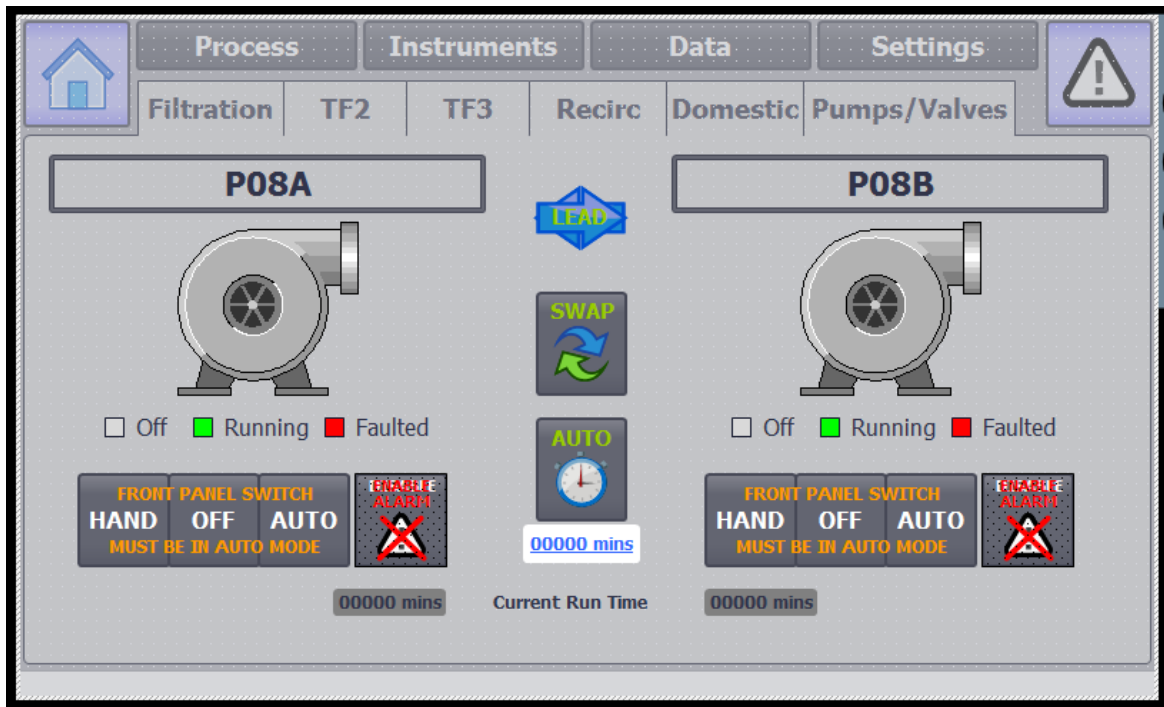 Process Instruments Data Settings
Filtration TF2 TF3 Recirc Domestic Pumps/Valves
P08A
P08B
LEAD
SWAP
AUTO
00000 mins
Off Running Faulted
Off Running Faulted
FRONT PANEL SWITCH
HAND OFF AUTO
MUST BE IN AUTO MODE
ENABLE
ALARM
FRONT PANEL SWITCH
HAND OFF AUTO
MUST BE IN AUTO MODE
ENABLE
ALARM
00000 mins Current Run Time 00000 mins